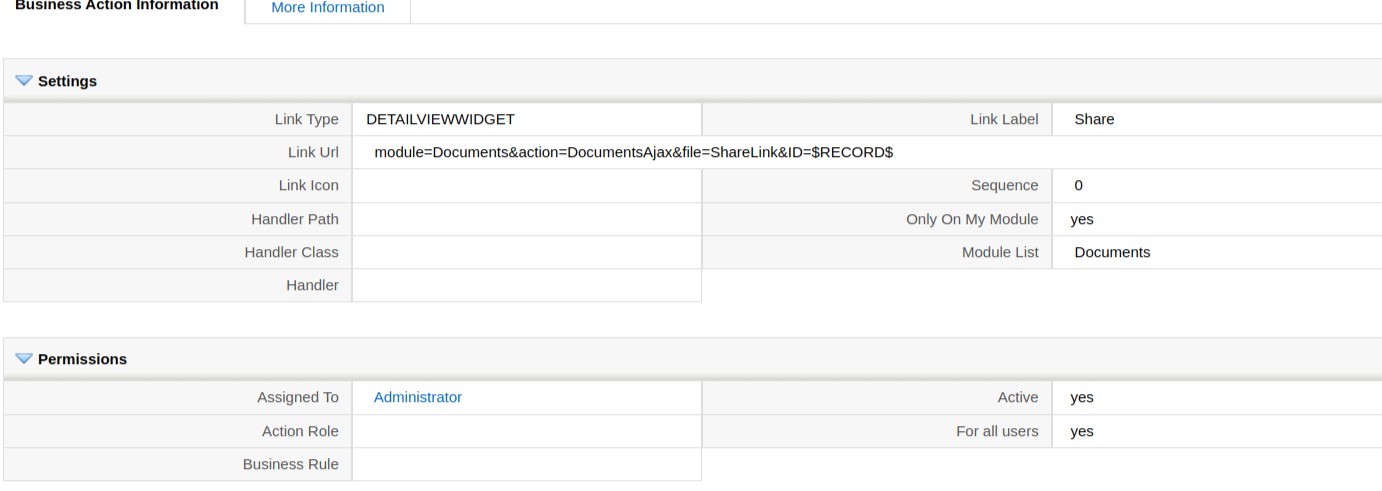 Business Action Information More Information
Settings
Link Type DETAILVIEWWIDGET Link Label Share
Link Url module=Documents&action=DocumentsAjax&file=ShareLink&ID=$RECORD$
Link Icon Sequence 0
Handler Path Only On My Module yes
Handler Class Module List Documents
Handler
Permissions
Assigned To Administrator Active yes
Action Role For all users yes
Business Rule